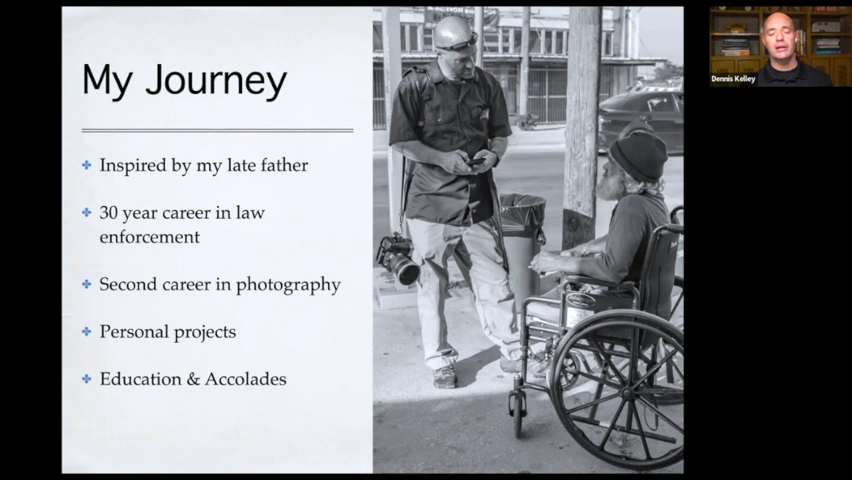 My Journey
Inspired by my late father
30 year career in law
enforcement
Second career in photography
Personal projects
Education & Accolades
Dennis Kelley